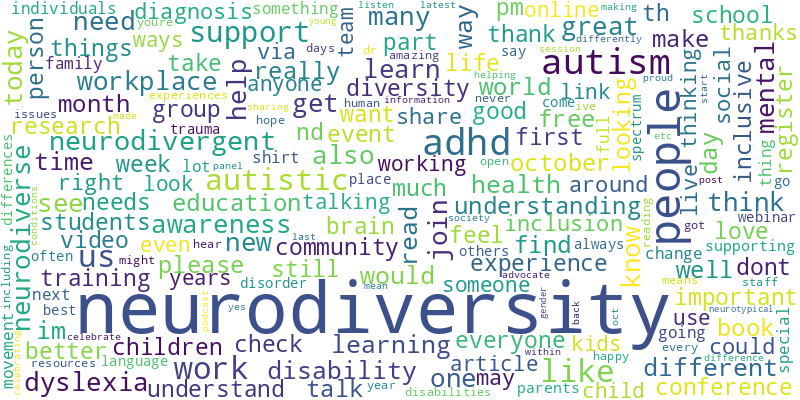 individuals
need
diagnosis
something
many
pm
online
th
school
youre
young
listen
latest
making
things
ways
support
team
way
great
thank
say
differently
make
thanks
today
person
family
take
via
really
days
dr
amazing
part
life
session
autism
workplace
anyone
help
learn
helping
proud
start
issues
month
experiences
sharing
diversity
world
link
looking
people
thinking
social
mental
register
made
group
get
human
information
never
come
ive
full
spectrum
etc
inclusive
research
trauma
hope
want
share
good
free
nd
event
adhd
first
day
thing
neurodivergent
time
week
lot
panel
shirt
also
working
open
october
live
post
go
differences
right
look
autistic
place
much
health
around
think
webinar
see
needs
education
talking
understanding
got
neurodiverse
students
awareness
brain
read
join
society
inclusion
reading
love
conditions
video
even
new
hear
last
community
feel
others
always
know
change
supporting
us
often
might
please
still
would
experience
find
well
dont
including
training
years
disorder
mean
advocate
someone
means
staff
important
movement
next
best
podcast
yes
neurodiversity
gender
back
oct
use
neurotypical
im
celebrate
going
book
celebrating
better
children
check
learning
everyone
kids
every
difference
could
special
resources
language
work
disability
article
within
happy
like
different
dyslexia
understand
talk
year
one
may
disabilities
parents
child
conference